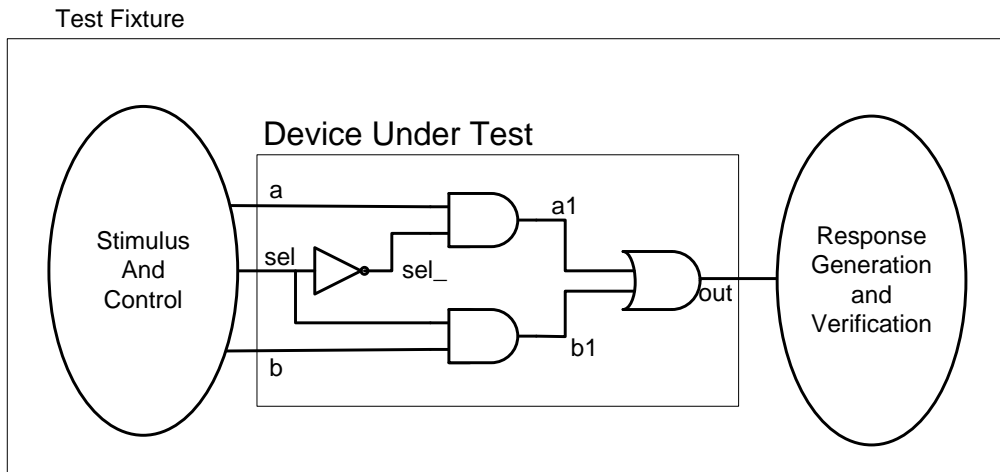 Test Fixture
Device Under Test
Stimulus
And
Control
a
sel
sel_
b
a1
b1
out
Response
Generation
and
Verification